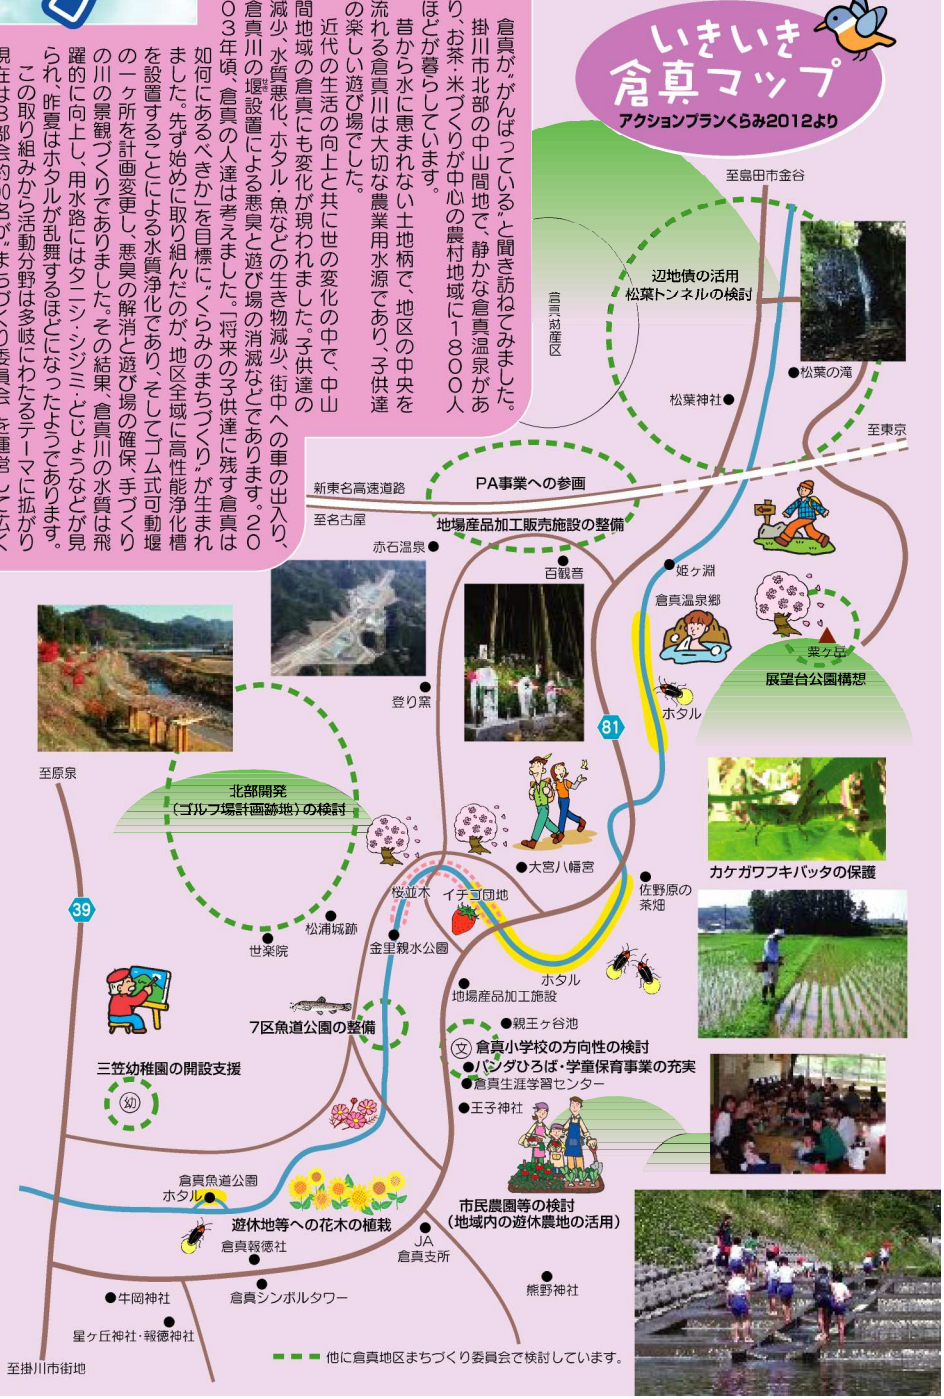 いきいき
倉真マップ
アクションプランくらみ2012より
倉真が“がんばっている”と聞き訪ねてみました。
掛川市北部の中山間地で、静かな倉真温泉があ
り、お茶・米づくりが中心の農村地域に1800人
ほどが暮らしています。
昔から水に恵まれない土地柄で、地区の中央を
流れる倉真川は大切な農業用水源であり、子供達
の楽しい遊び場でした。
近代の生活の向上と共に世の変化の中で、中山
間地域の倉真にも変化が現われました。子供達の
減少、水質悪化、ホタル・魚などの生き物減少、街中への車の出入り、
倉真川の堰設置による悪臭と遊び場の消滅などであります。20
03年頃、倉真の人達は考えました。「将来の子供達に残す倉真は
如何にあるべきか」を目標に“くらみのまちづくり”が生まれ
ました。先ず始めに取り組んだのが、地区全域に高性能浄化槽
を設置することによる水質浄化であり、そしてゴム式可動堰
の一ヶ所を計画変更し、悪臭の解消と遊び場の確保、手づくり
の川の景観づくりでありました。その結果、倉真川の水質は飛
躍的に向上し、用水路にはタニシ・シジミ・どじょうなどが見
られ、昨夏はホタルが乱舞するほどになったようであります。
この取り組みから活動分野は多岐にわたるテーマに拡がり
至島田市金谷
辺地債の活用
松葉トンネルの検討
倉真財産区
松葉の滝
松葉神社
至東京
PA事業への参画
新東名高速道路
至名古屋
地場産品加工販売施設の整備
赤石温泉
百観音
姫ヶ淵
倉真温泉郷
粟ヶ岳
展望台公園構想
登り窯
ホタル
81
至原泉
北部開発
(ゴルフ場計画跡地)の検討
大宮八幡宮
カケガワフキバッタの保護
桜並木
イチゴ団地
佐野原の
茶畑
39
松浦城跡
世楽院
金里親水公園
ホタル
地場産品加工施設
7区魚道公園の整備
親王ヶ谷池
文
倉真小学校の方向性の検討
パンダひろば・学童保育事業の充実
倉真生涯学習センター
三笠幼稚園の開設支援
幼
王子神社
倉真魚道公園
ホタル
市民農園等の検討
(地域内の遊休農地の活用)
遊休地等への花木の植栽
倉真報徳社
JA
倉真支所
倉真シンボルタワー
熊野神社
牛岡神社
星ヶ丘神社・報徳神社
至掛川市街地
他に倉真地区まちづくり委員会で検討しています。